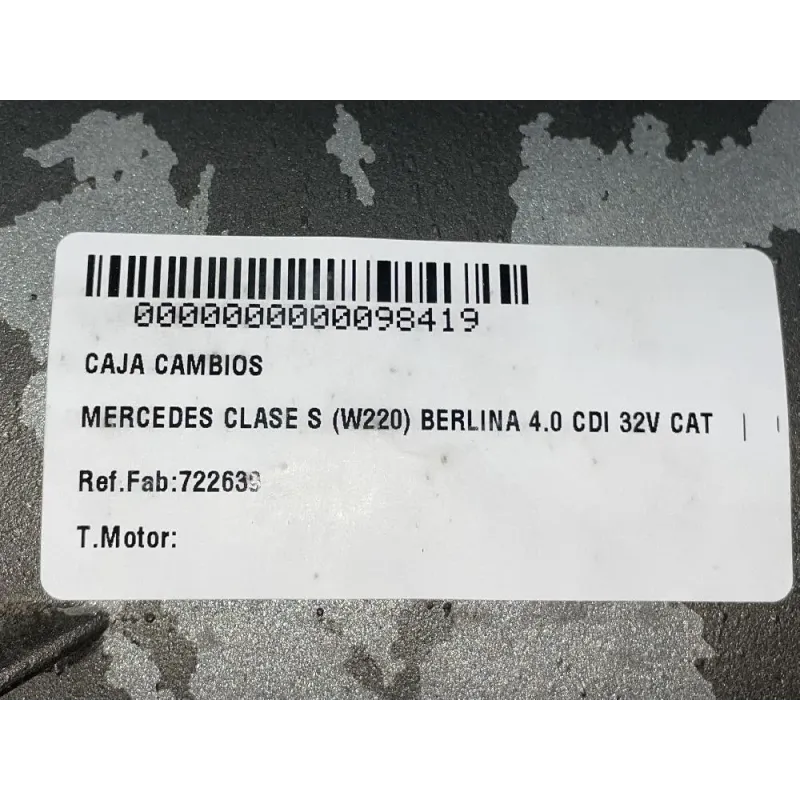 0000000000098419
CAJA CAMBIOS
MERCEDES CLASE S (W220) BERLINA 4.0 CDI 32V CAT |
Ref.Fab:722639
T.Motor: